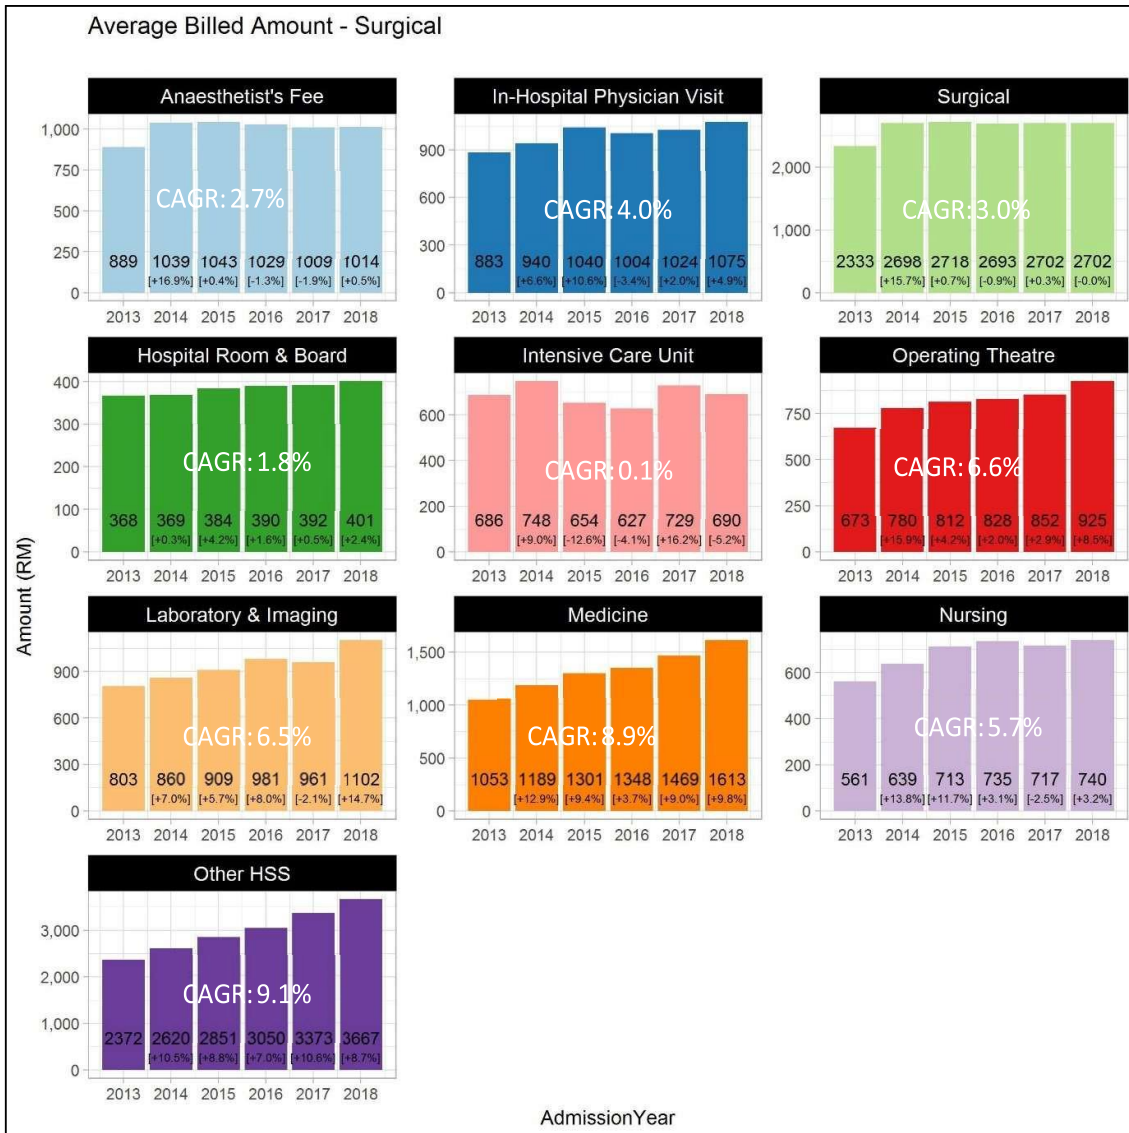 Average Billed Amount - Surgical
Amount (RM)
Anaesthetist's Fee
1,000
750
500
250
0
CAGR: 2.7%
889 1039 1043 1029 1009 1014
[+16.9%] [+0.4%] [-1.3%] [-1.9%] [+0.5%]
2013 2014 2015 2016 2017 2018
In-Hospital Physician Visit
900
600
300
0
CAGR: 4.0%
883 940 1040 1004 1024 1075
[+6.6%] [+10.6%] [-3.4%] [+2.0%] [+4.9%]
2013 2014 2015 2016 2017 2018
Surgical
2,000
1,000
0
CAGR: 3.0%
2333 2698 2718 2693 2702 2702
[+15.7%] [+0.7%] [-0.9%] [+0.3%] [-0.0%]
2013 2014 2015 2016 2017 2018
Hospital Room & Board
400
300
200
100
0
CAGR: 1.8%
368 369 384 390 392 401
[+0.3%] [+4.2%] [+1.6%] [+0.5%] [+2.4%]
2013 2014 2015 2016 2017 2018
Intensive Care Unit
600
400
200
0
CAGR: 0.1%
686 748 654 627 729 690
[+9.0%] [-12.6%] [-4.1%] [+16.2%] [-5.2%]
2013 2014 2015 2016 2017 2018
Operating Theatre
750
500
250
0
CAGR: 6.6%
673 780 812 828 852 925
[+15.9%] [+4.2%] [+2.0%] [+2.9%] [+8.5%]
2013 2014 2015 2016 2017 2018
Laboratory & Imaging
900
600
300
0
CAGR: 6.5%
803 860 909 981 961 1102
[+7.0%] [+5.7%] [+8.0%] [-2.1%] [+14.7%]
2013 2014 2015 2016 2017 2018
Medicine
1,500
1,000
500
0
CAGR: 8.9%
1053 1189 1301 1348 1469 1613
[+12.9%] [+9.4%] [+3.7%] [+9.0%] [+9.8%]
2013 2014 2015 2016 2017 2018
Nursing
600
400
200
0
CAGR: 5.7%
561 639 713 735 717 740
[+13.8%] [+11.7%] [+3.1%] [-2.5%] [+3.2%]
2013 2014 2015 2016 2017 2018
Other HSS
3,000
2,000
1,000
0
CAGR: 9.1%
2372 2620 2851 3050 3373 3667
[+10.5%] [+8.8%] [+7.0%] [+10.6%] [+8.7%]
2013 2014 2015 2016 2017 2018
AdmissionYear